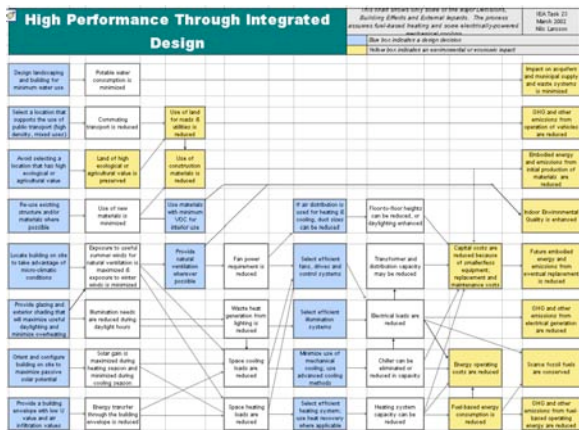 High Performance Through Integrated
Design
This chart shows only some of the major Decisions,
Building Effects and External Impacts. The process
assumes fuel-based heating and some electrically-powered
mechanical cooling
IEA Task 23
March 2002
Nils Larsson
Blue box indicates a design decision
Yellow box indicates an environmental or economic impact
Design landscaping
and building for
minimum water use
Potable water
consumption is
minimized
Impact on acquifers
and municipal supply
and waste systems
is minimized
Select a location that
supports the use of
public transport (high
density, mixed uses)
Commuting
transport is reduced
Use of land
for roads &
utilities is
reduced
GHG and other
emissions from
operation of vehicles
are reduced
Avoid selecting a
location that has high
ecological or
agricultural value
Land of high
ecological or
agricultural value is
preserved
Use of
construction
materials is
reduced
Embodied energy
and emissions from
initial production of
materials are
reduced
Re-use existing
structure and/or
materials where
possible
Use of new
materials is
minimized
Use materials
with minimum
VOC for
interior use
If air distribution is
used for heating &
cooling, duct sizes
can be reduced
Floor-to-floor heights
can be reduced, or
daylighting enhanced
Indoor Environmental
Quality is enhanced
Locate building on site
to take advantage of
micro-climatic
conditions
Exposure to useful
summer winds for
natural ventilation is
maximized & exposure
to winter winds is minimized
Provide
natural
ventilation
wherever
possible
Fan power
requirement is
reduced
Select efficient
fans, drives and
control systems
Transformer and
distribution capacity
may be reduced
Capital costs are
reduced because
of smaller/less
equipment,
replacement and
maintenance costs
Future embodied
energy and
emissions from
eventual replacement
is reduced
Provide glazing and
exterior shading that
will maximize useful
daylighting and
minimize overheating
Illumination needs
are reduced during
daylight hours
Waste heat
generation from
lighting is
reduced
Select efficient
illumination
systems
Electrical loads are
reduced
GHG and other
emissions from
electrical generation
are reduced
Orient and configure
building on site to
maximize passive
solar potential
Solar gain is
maximized during
heating season and
minimized during
cooling season
Space cooling
loads are
reduced
Minimize use of
mechanical cooling;
use advanced
cooling methods
Chiller can be
eliminated or
reduced in capacity
Energy operating
costs are reduced
Scarce fossil fuels
are conserved
Provide a building
envelope with low U
value and air
infiltration values
Energy transfer
through the building
envelope is reduced
Space heating
loads are
reduced
Select efficient
heating system;
use heat recovery
where applicable
Heating system
capacity can be
reduced
Fuel-based energy
consumption is
reduced
GHG and other
emissions from fuel
based operating
energy are reduced